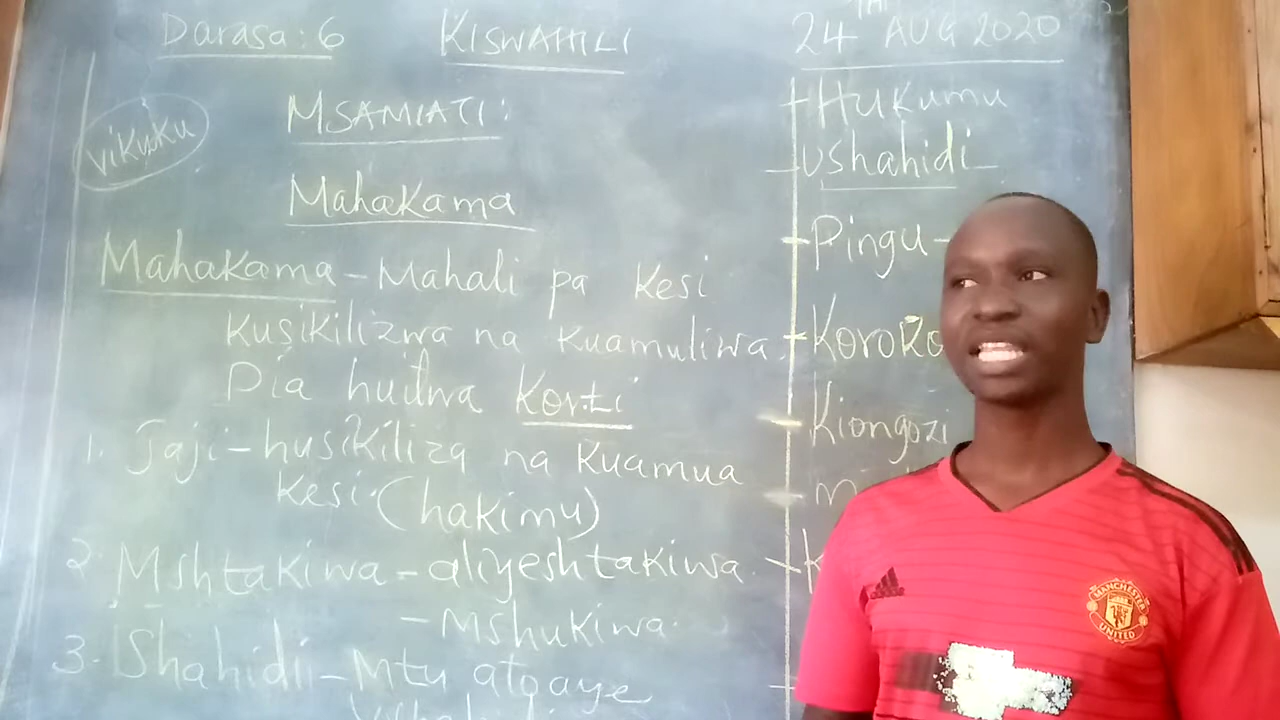 Darasa: 6 KISWAHILI 24TH AUG 2020
vikuku
MSAMIATI:
Mahakama
Mahakama - Mahali pa kesi
kusikilizwa na kuamuliwa.
Pia huitwa Korti
1. Jaji - husikiliza na kuamua
kesi. (hakimu)
2. Mshtakiwa - aliyeshtakiwa.
- Mshukiwa.
3. Shahidi - Mtu atoaye
Hukumu
ushahidi
Pingu -
Koroko
Kiongozi
MANCHESTER
UNITED
adidas